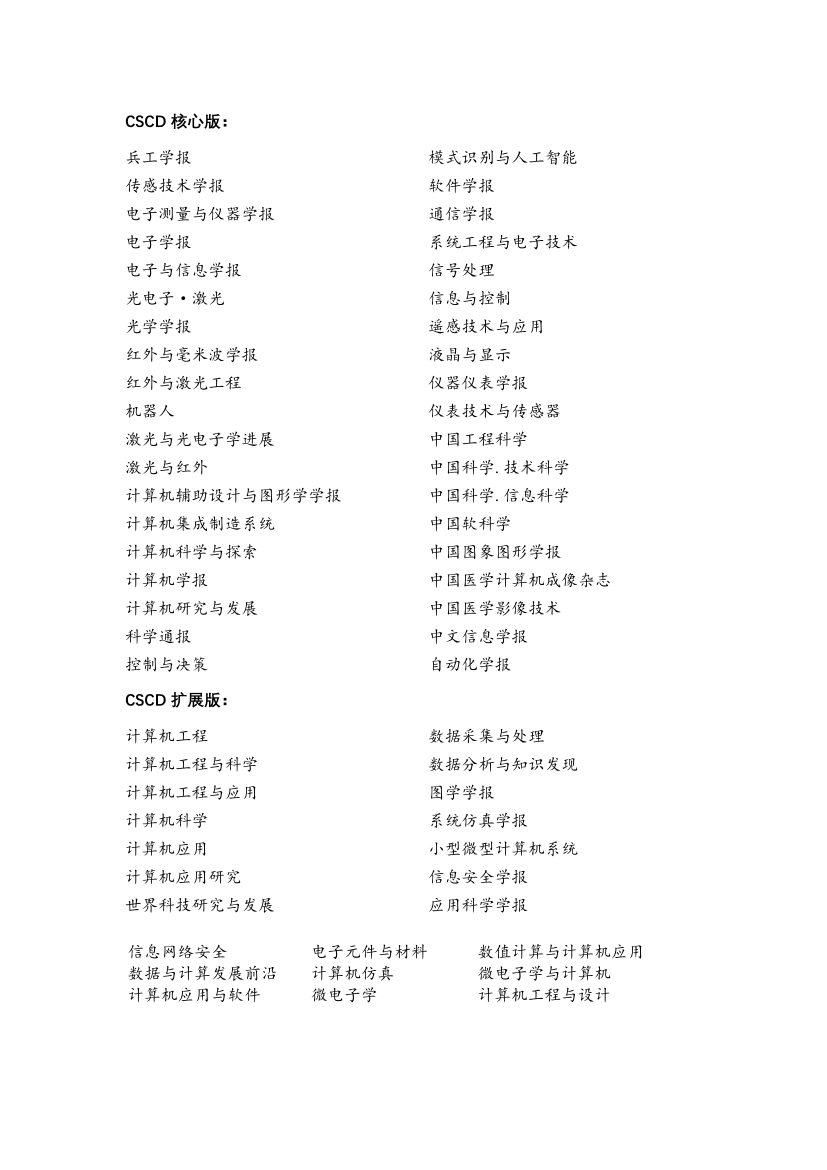 CSCD 核心版：
兵工学报 模式识别与人工智能
传感技术学报 软件学报
电子测量与仪器学报 通信学报
电子学报 系统工程与电子技术
电子与信息学报 信号处理
光电子·激光 信息与控制
光学学报 遥感技术与应用
红外与毫米波学报 液晶与显示
红外与激光工程 仪器仪表学报
机器人 仪表技术与传感器
激光与光电子学进展 中国工程科学
激光与红外 中国科学.技术科学
计算机辅助设计与图形学学报 中国科学.信息科学
计算机集成制造系统 中国软科学
计算机科学与探索 中国图象图形学报
计算机学报 中国医学计算机成像杂志
计算机研究与发展 中国医学影像技术
科学通报 中文信息学报
控制与决策 自动化学报
CSCD 扩展版：
计算机工程 数据采集与处理
计算机工程与科学 数据分析与知识发现
计算机工程与应用 图学学报
计算机科学 系统仿真学报
计算机应用 小型微型计算机系统
计算机应用研究 信息安全学报
世界科技研究与发展 应用科学学报
信息网络安全 电子元件与材料 数值计算与计算机应用
数据与计算发展前沿 计算机仿真 微电子学与计算机
计算机应用与软件 微电子学 计算机工程与设计